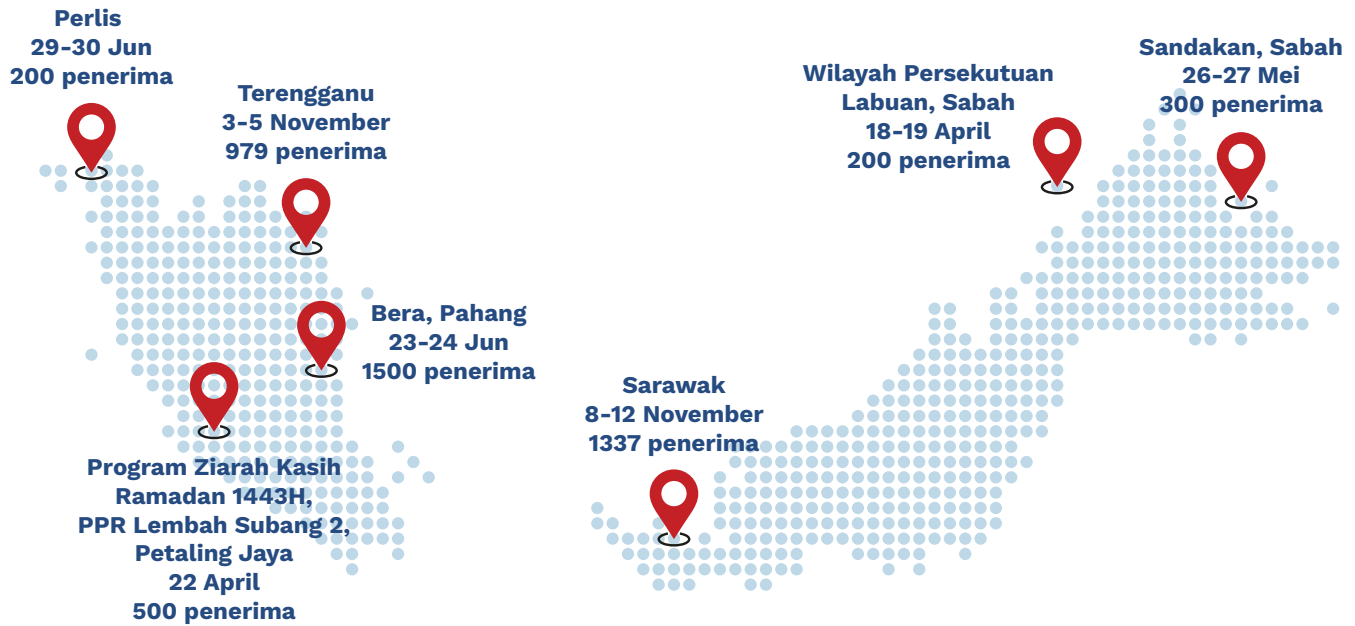 Perlis
29-30 Jun
200 penerima
Terengganu
3-5 November
979 penerima
Bera, Pahang
23-24 Jun
1500 penerima
Program Ziarah Kasih
Ramadan 1443H,
PPR Lembah Subang 2,
Petaling Jaya
22 April
500 penerima
Wilayah Persekutuan
Labuan, Sabah
18-19 April
200 penerima
Sandakan, Sabah
26-27 Mei
300 penerima
Sarawak
8-12 November
1337 penerima